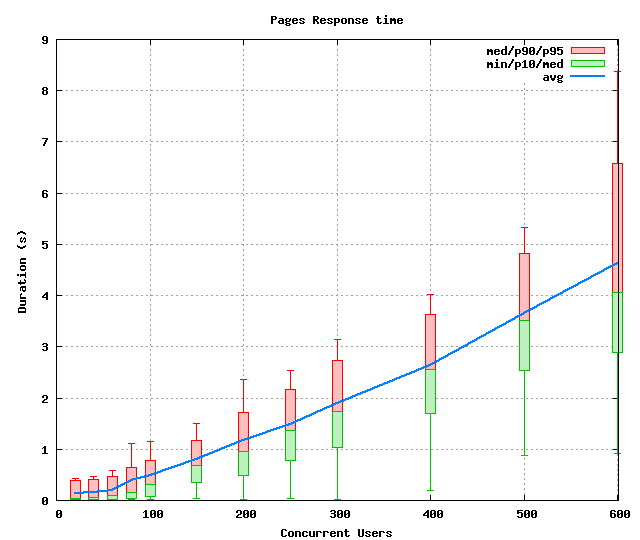 Pages Response time
med/p90/p95
min/p10/med
avg
9
8
7
6
5
4
3
2
1
0
Duration (s)
0 100 200 300 400 500 600
Concurrent Users